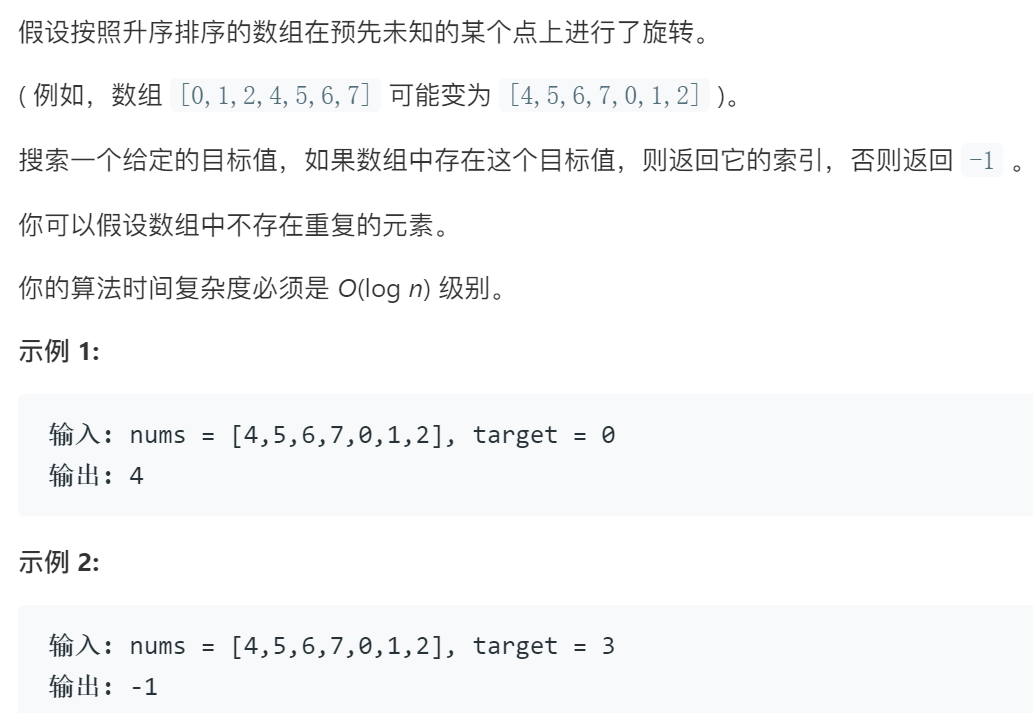 假设按照升序排序的数组在预先未知的某个点上进行了旋转。
( 例如，数组 [0,1,2,4,5,6,7] 可能变为 [4,5,6,7,0,1,2] )。
搜索一个给定的目标值，如果数组中存在这个目标值，则返回它的索引，否则返回 -1 。
你可以假设数组中不存在重复的元素。
你的算法时间复杂度必须是 O(log n) 级别。
示例 1:
输入: nums = [4,5,6,7,0,1,2], target = 0
输出: 4
示例 2:
输入: nums = [4,5,6,7,0,1,2], target = 3
输出: -1